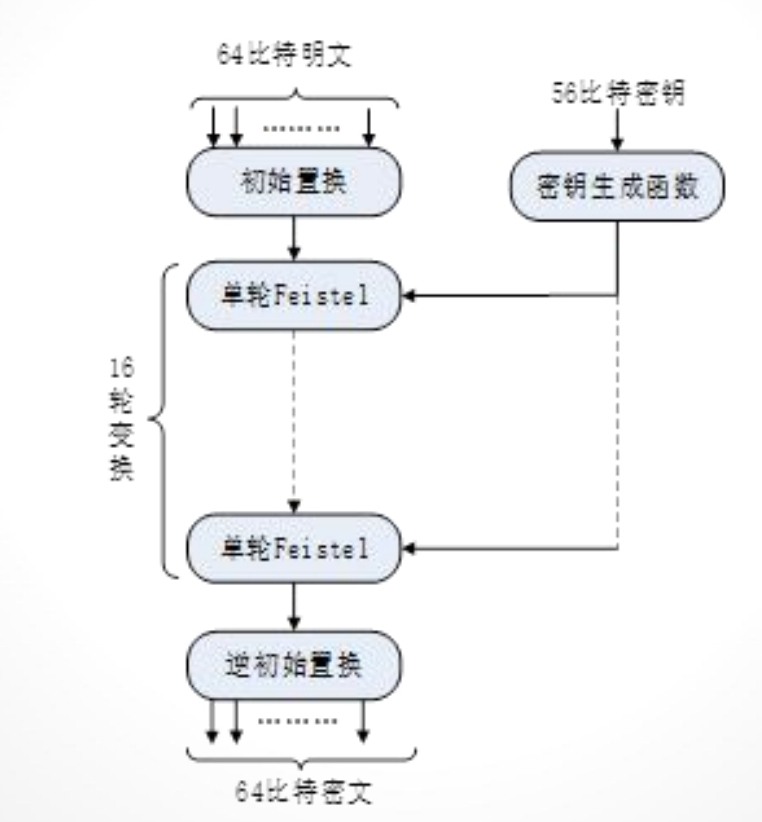 64比特明文
56比特密钥
………
初始置换
密钥生成函数
单轮Feistel
16
轮
变
换
单轮Feistel
逆初始置换
………
64比特密文